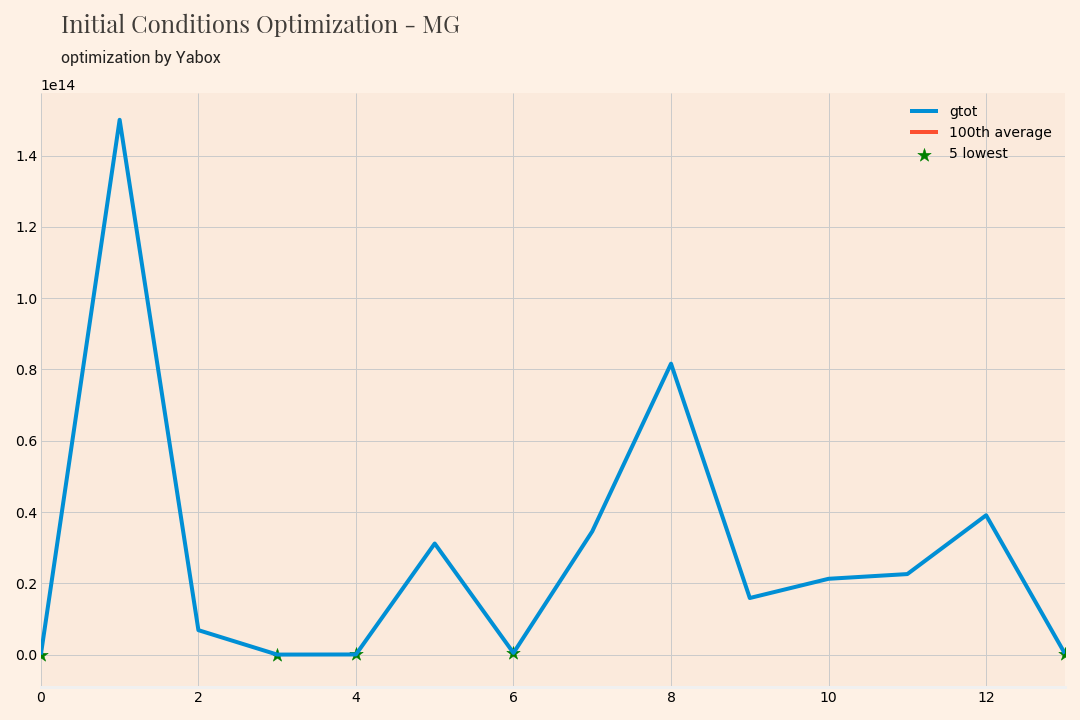 Initial Conditions Optimization - MG
optimization by Yabox
1e14
gtot
100th average
5 lowest
1.4
1.2
1.0
0.8
0.6
0.4
0.2
0.0
0 2 4 6 8 10 12